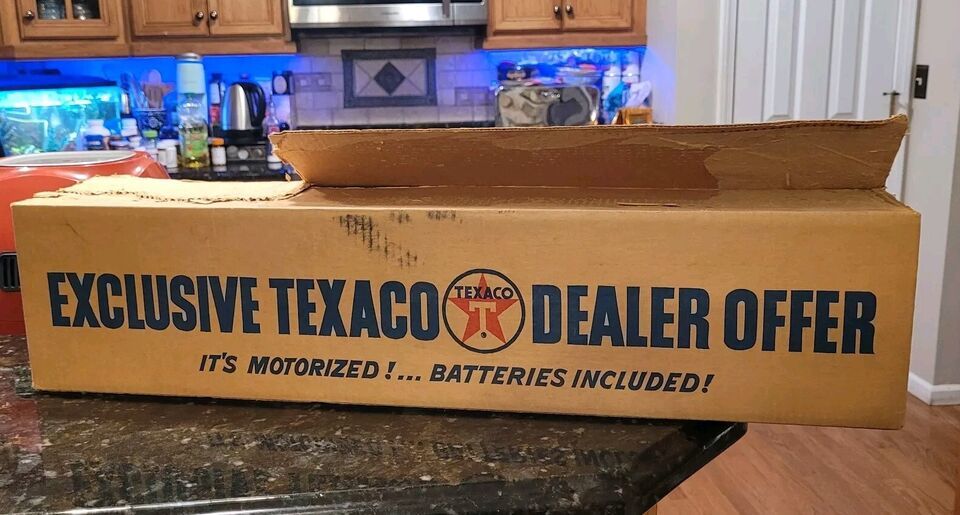 EXCLUSIVE TEXACO TEXACO T DEALER OFFER
IT'S MOTORIZED!... BATTERIES INCLUDED!